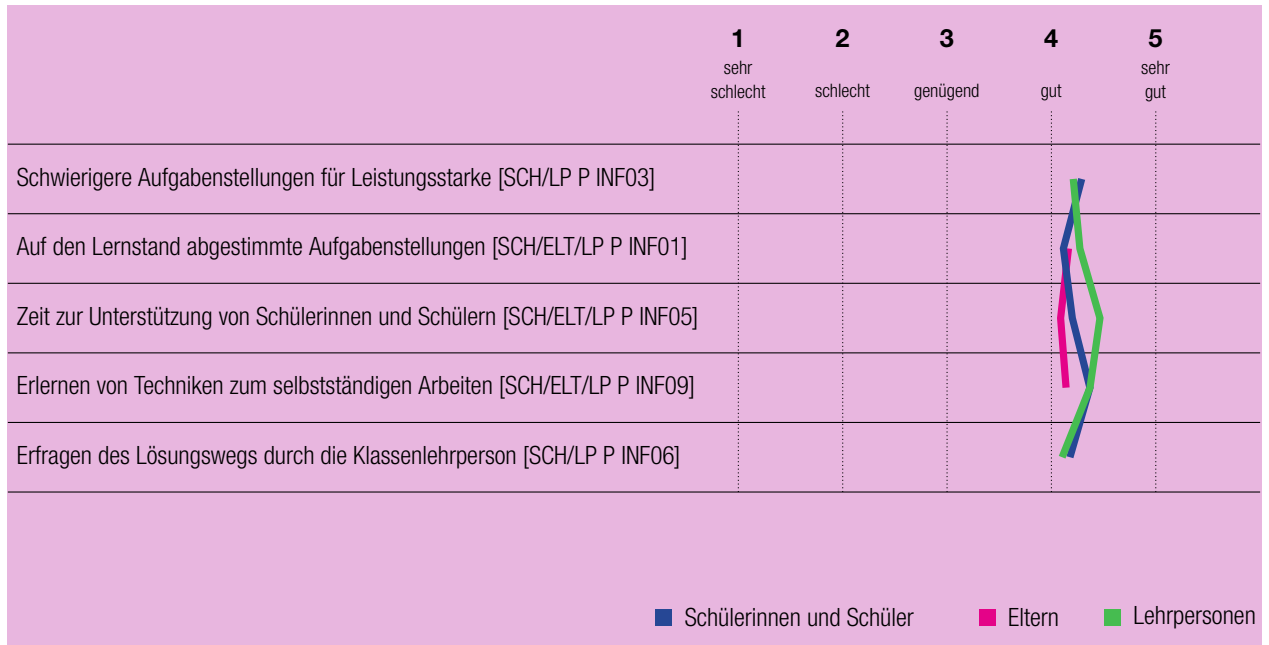 1 2 3 4 5
sehr sehr
schlecht schlecht genügend gut gut
Schwierigere Aufgabenstellungen für Leistungsstarke [SCH/LP P INF03]
Auf den Lernstand abgestimmte Aufgabenstellungen [SCH/ELT/LP P INF01]
Zeit zur Unterstützung von Schülerinnen und Schülern [SCH/ELT/LP P INF05]
Erlernen von Techniken zum selbstständigen Arbeiten [SCH/ELT/LP P INF09]
Erfragen des Lösungswegs durch die Klassenlehrperson [SCH/LP P INF06]
Schülerinnen und Schüler Eltern Lehrpersonen